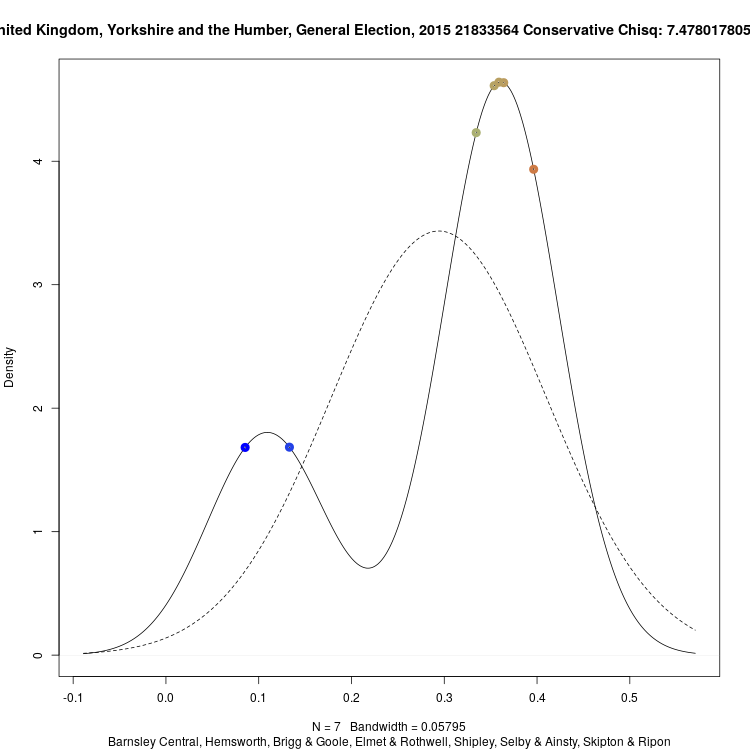 nited Kingdom, Yorkshire and the Humber, General Election, 2015 21833564 Conservative Chisq: 7.478017805
Density
4
3
2
1
0
-0.1 0.0 0.1 0.2 0.3 0.4 0.5
N = 7 Bandwidth = 0.05795
Barnsley Central, Hemsworth, Brigg & Goole, Elmet & Rothwell, Shipley, Selby & Ainsty, Skipton & Ripon